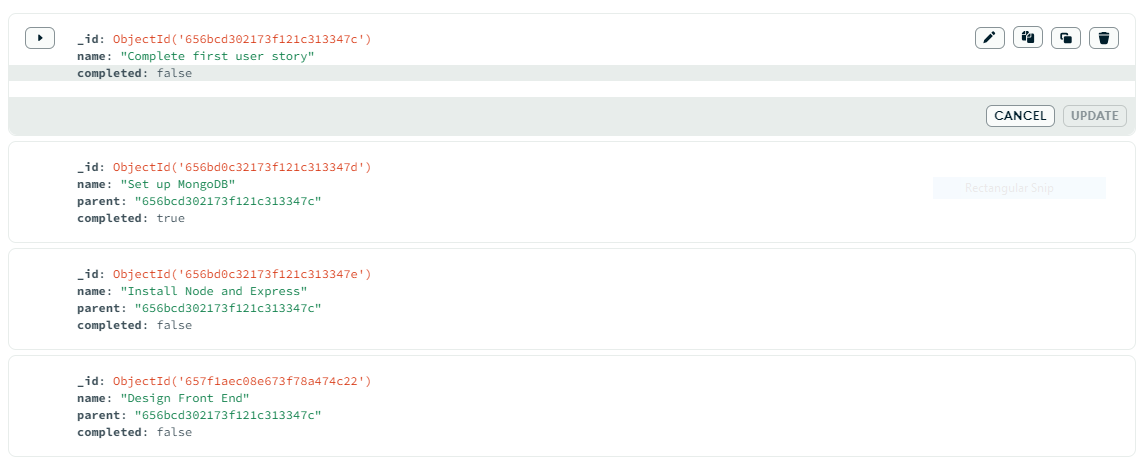 _id: ObjectId('656bcd302173f121c313347c')
name: "Complete first user story"
completed: false
CANCEL UPDATE
_id: ObjectId('656bd0c32173f121c313347d')
name: "Set up MongoDB"
Rectangular Snip
parent: "656bcd302173f121c313347c"
completed: true
_id: ObjectId('656bd0c32173f121c313347e')
name: "Install Node and Express"
parent: "656bcd302173f121c313347c"
completed: false
_id: ObjectId('657f1aec08e673f78a474c22')
name: "Design Front End"
parent: "656bcd302173f121c313347c"
completed: false